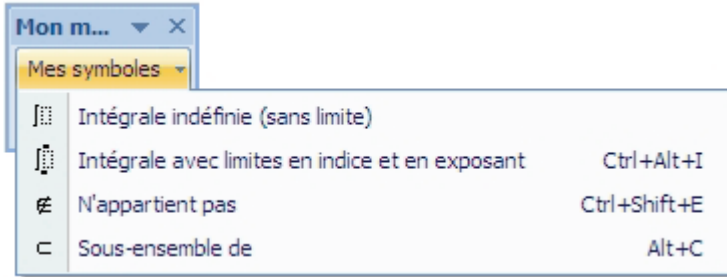 Mon m...
Mes symboles
Intégrale indéfinie (sans limite)
Intégrale avec limites en indice et en exposant Ctrl+Alt+I
∉ N'appartient pas Ctrl+Shift+E
⊂ Sous-ensemble de Alt+C